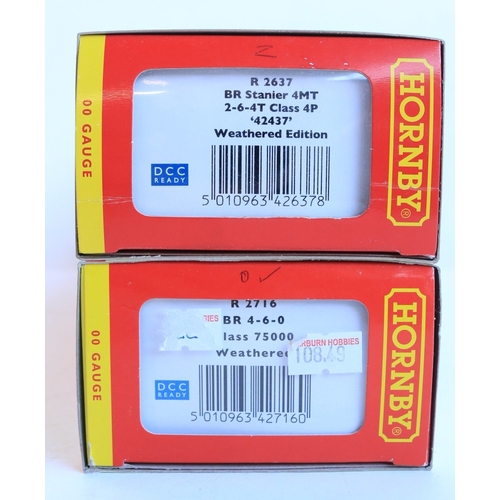 R 2637
BR Stanier 4MT
2-6-4T Class 4P
'42437'
Weathered Edition
DCC
READY
5 010963 426378
00 GAUGE
HORNBY®
R 2716
BR 4-6-0
lass 75000
Weathered
BIES
URBURN HOBBIES
108.49
DCC
READY
5 010963 427160
00 GAUGE
HORNBY®